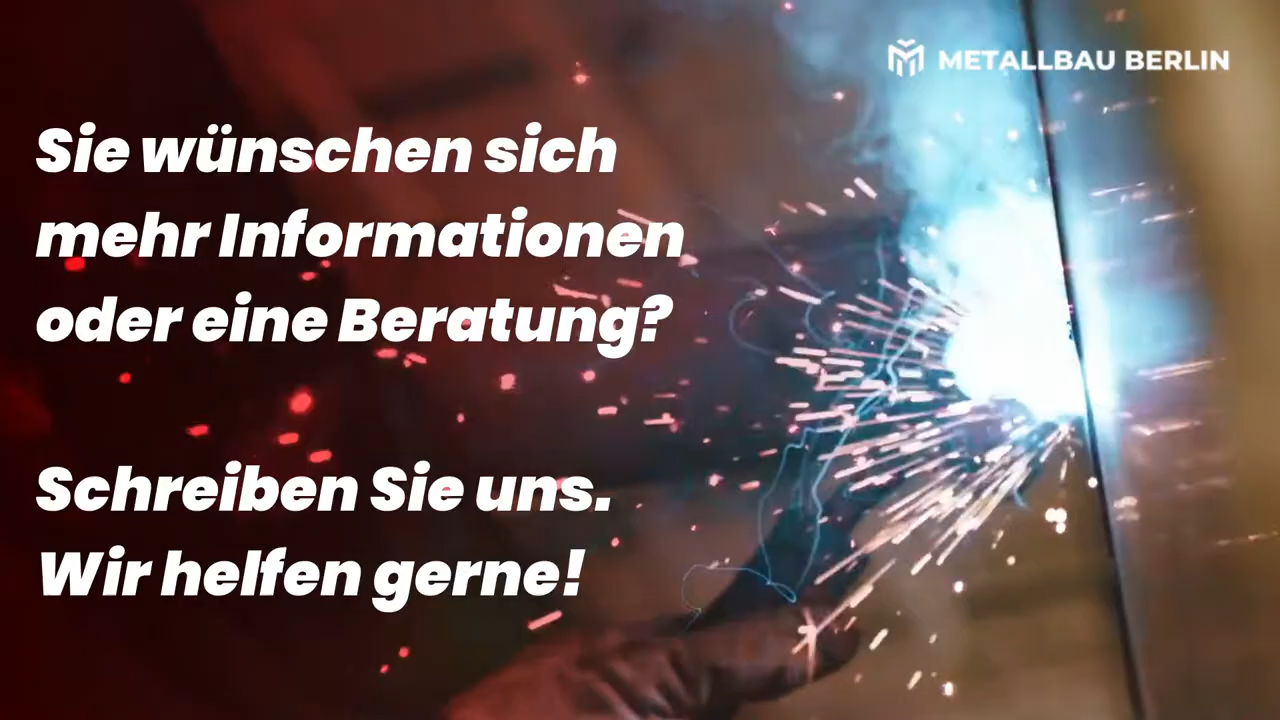 METALLBAU BERLIN
Sie wünschen sich
mehr Informationen
oder eine Beratung?
Schreiben Sie uns.
Wir helfen gerne!